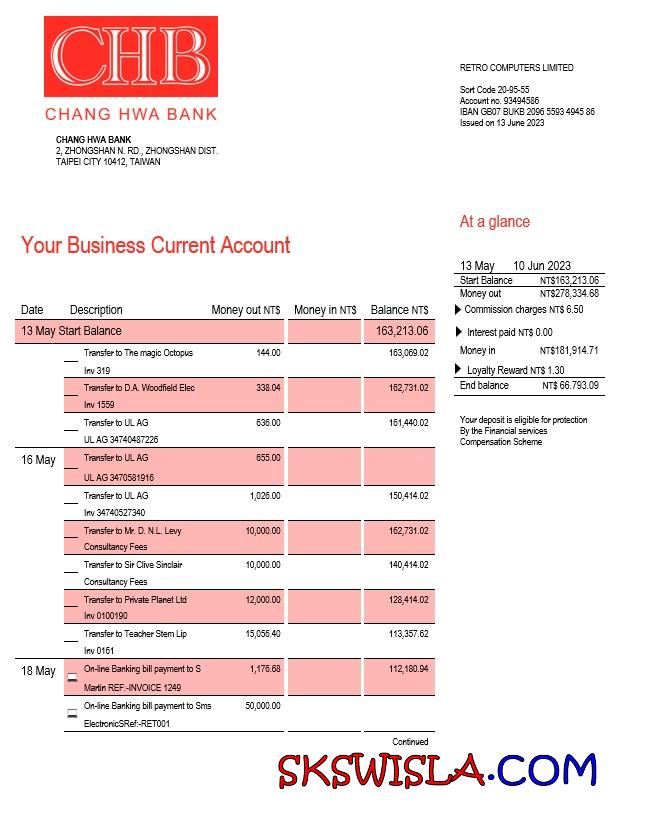 CHB
CHANG HWA BANK
CHANG HWA BANK
2, ZHONGSHAN N. RD., ZHONGSHAN DIST.
TAIPEI CITY 10412, TAIWAN
RETRO COMPUTERS LIMITED
Sort Code 20-95-55
Account no. 93494586
IBAN GB07 BUKB 2096 5593 4945 86
Issued on 13 June 2023
Your Business Current Account
Date Description Money out NT$ Money in NT$ Balance NT$
13 May Start Balance 163,213.06
Transfer to The magic Octopus 144.00 163,069.02
Inv 319
Transfer to D.A. Woodfield Elec 338.04 162,731.02
Inv 1559
Transfer to UL AG 636.00 161,440.02
UL AG 34740487226
16 May Transfer to UL AG 655.00
UL AG 3470581916
Transfer to UL AG 1,026.00 150,414.02
Inv 34740527340
Transfer to Mr. D. N.L. Levy 10,000.00 162,731.02
Consultancy Fees
Transfer to Sir Clive Sinclair 10,000.00 140,414.02
Consultancy Fees
Transfer to Private Planet Ltd 12,000.00 128,414.02
Inv 0100190
Transfer to Teacher Stem Lip 15,056.40 113,357.62
Inv 0161
18 May On-line Banking bill payment to S 1,176.68 112,180.94
Martin REF:-INVOICE 1249
On-line Banking bill payment to Sms 50,000.00
ElectronicSRef:-RET001
Continued
At a glance
13 May 10 Jun 2023
Start Balance NT$163,213.06
Money out NT$278,334.68
Commission charges NT$ 6.50
Interest paid NT$ 0.00
Money in NT$181,914.71
Loyalty Reward NT$ 1.30
End balance NT$ 66.793.09
Your deposit is eligible for protection
By the Financial services
Compensation Scheme
SKSWISLA.COM